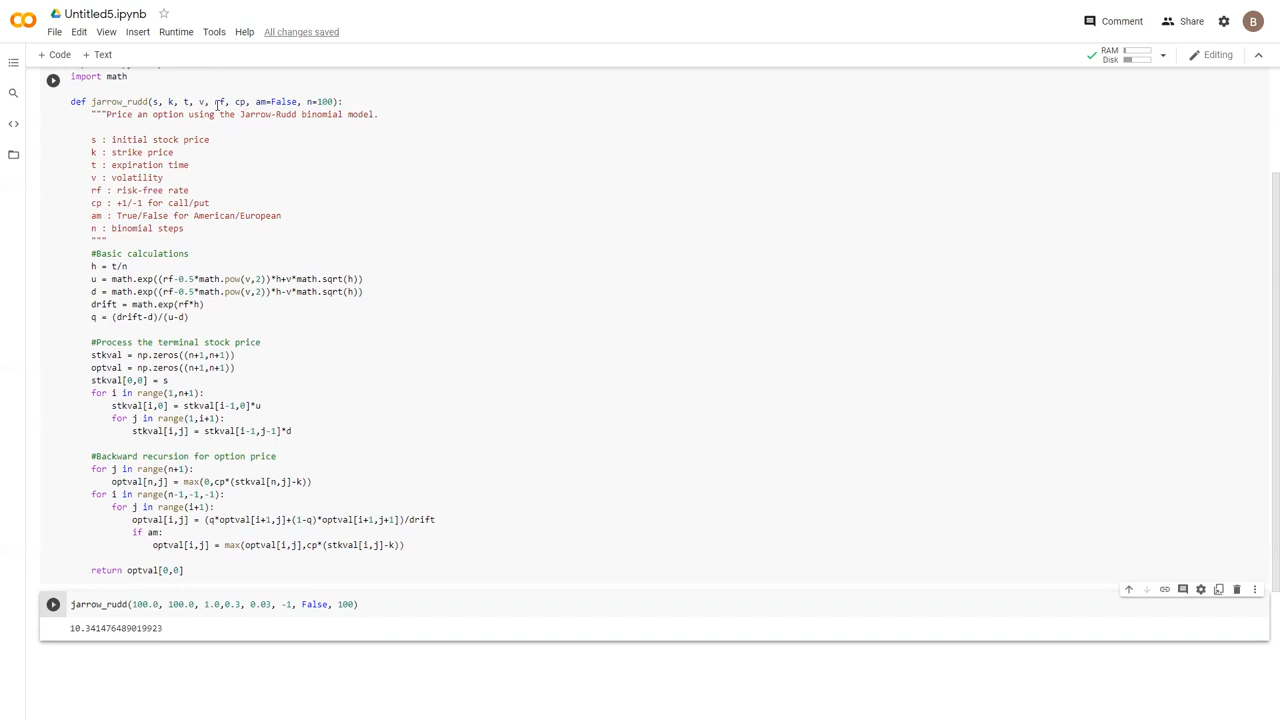 Untitled5.ipynb
File Edit View Insert Runtime Tools Help All changes saved
Comment Share B
+ Code + Text
RAM
Disk
Editing
import math
def jarrow_rudd(s, k, t, v, rf, cp, am=False, n=100):
"""Price an option using the Jarrow-Rudd binomial model.
s : initial stock price
k : strike price
t : expiration time
v : volatility
rf : risk-free rate
cp : +1/-1 for call/put
am : True/False for American/European
n : binomial steps
"""
#Basic calculations
h = t/n
u = math.exp((rf-0.5*math.pow(v,2))*h+v*math.sqrt(h))
d = math.exp((rf-0.5*math.pow(v,2))*h-v*math.sqrt(h))
drift = math.exp(rf*h)
q = (drift-d)/(u-d)
#Process the terminal stock price
stkval = np.zeros((n+1,n+1))
optval = np.zeros((n+1,n+1))
stkval[0,0] = s
for i in range(1,n+1):
stkval[i,0] = stkval[i-1,0]*u
for j in range(1,i+1):
stkval[i,j] = stkval[i-1,j-1]*d
#Backward recursion for option price
for j in range(n+1):
optval[n,j] = max(0,cp*(stkval[n,j]-k))
for i in range(n-1,-1,-1):
for j in range(i+1):
optval[i,j] = (q*optval[i+1,j]+(1-q)*optval[i+1,j+1])/drift
if am:
optval[i,j] = max(optval[i,j],cp*(stkval[i,j]-k))
return optval[0,0]
jarrow_rudd(100.0, 100.0, 1.0,0.3, 0.03, -1, False, 100)
10.341476489019923